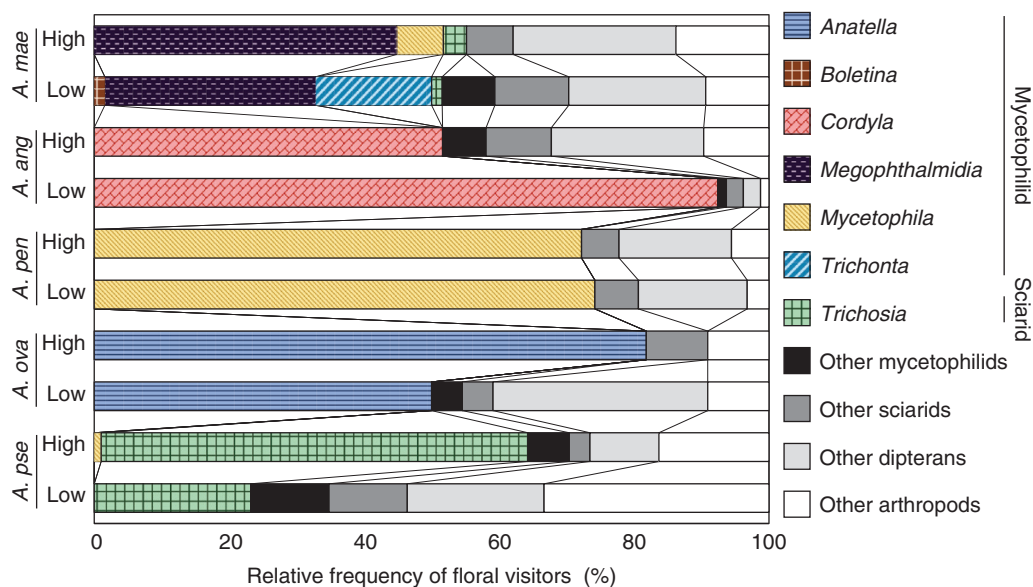 A. mae
High
Low
A. ang
High
Low
A. pen
High
Low
A. ova
High
Low
A. pse
High
Low
0 20 40 60 80 100
Relative frequency of floral visitors (%)
Anatella
Boletina
Cordyla
Megophthalmidia
Mycetophila
Trichonta
Trichosia
Other mycetophilids
Other sciarids
Other dipterans
Other arthropods
Mycetophilid
Sciarid